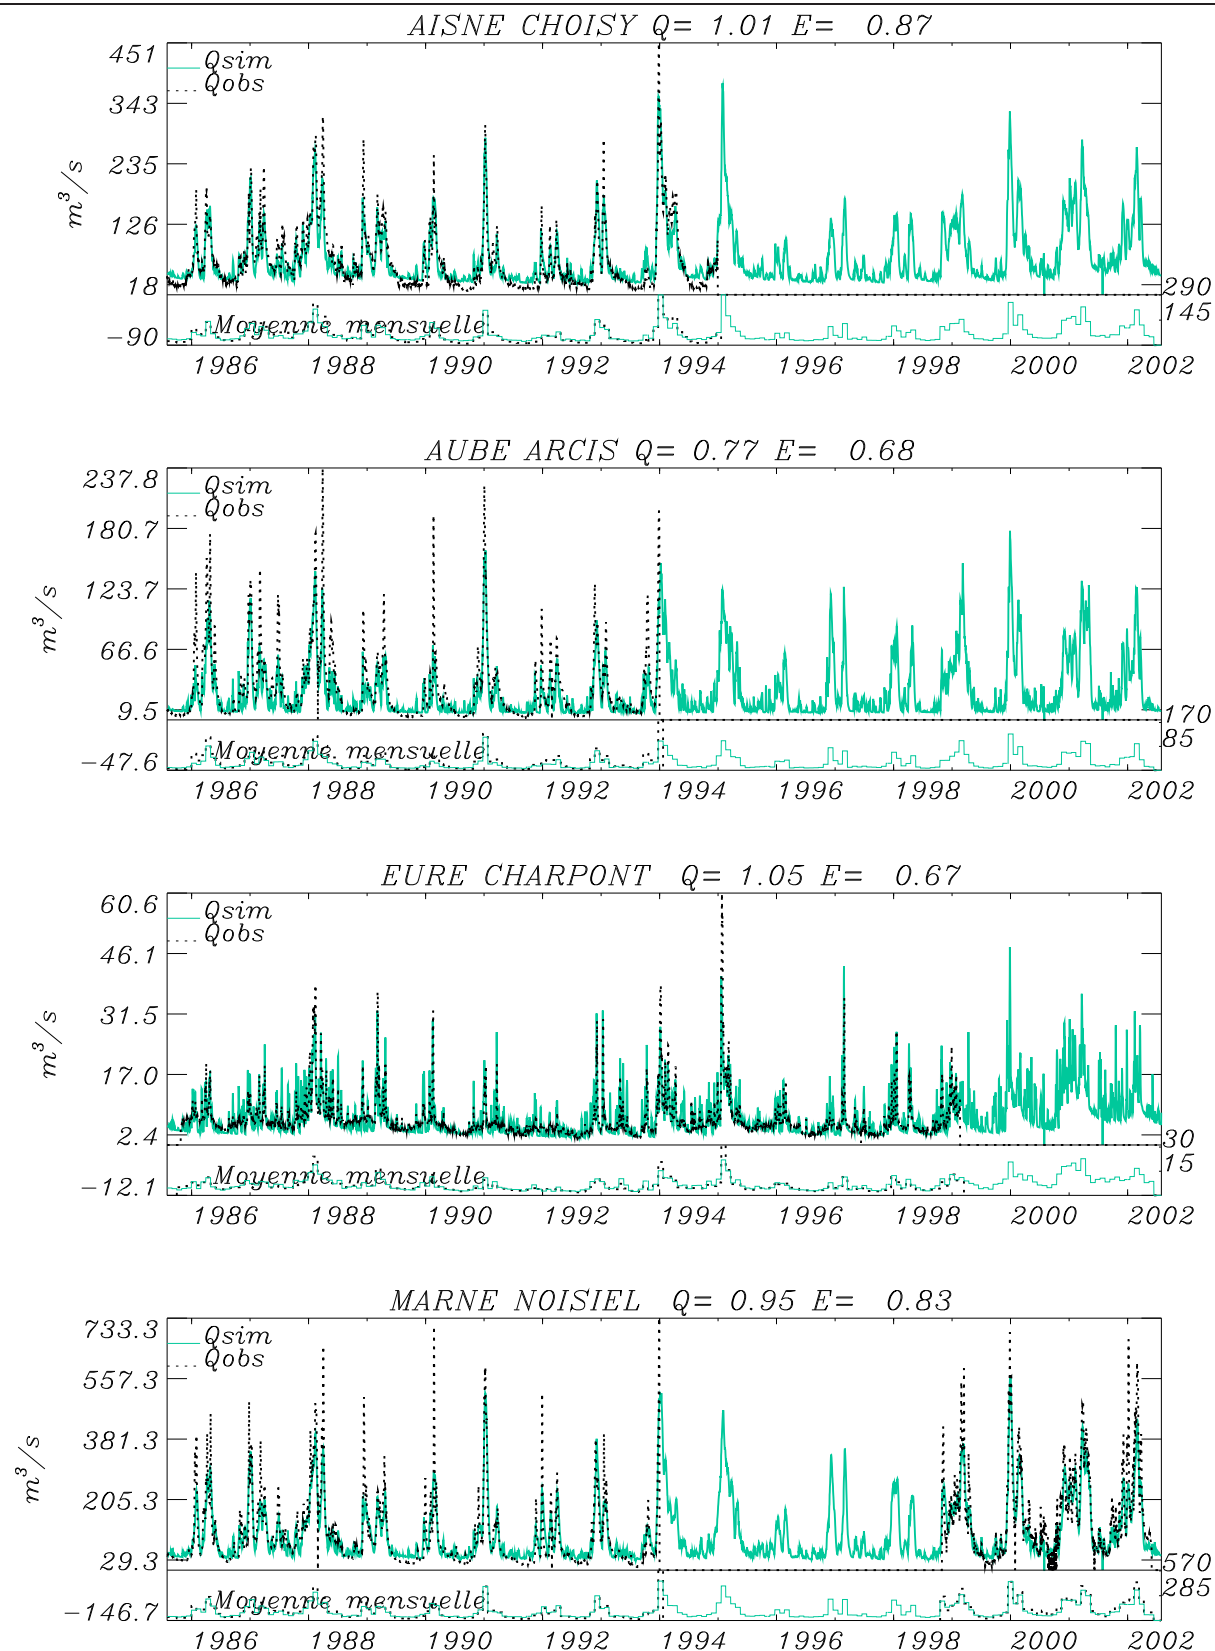 AISNE CHOISY Q= 1.01 E= 0.87
451
Qsim
Qobs
343
235
m³/s
126
18
290
145
Moyenne mensuelle
-90
1986 1988 1990 1992 1994 1996 1998 2000 2002
AUBE ARCIS Q= 0.77 E= 0.68
237.8
Qsim
Qobs
180.7
123.7
m³/s
66.6
9.5
170
85
Moyenne mensuelle
-47.6
1986 1988 1990 1992 1994 1996 1998 2000 2002
EURE CHARPONT Q= 1.05 E= 0.67
60.6
Qsim
Qobs
46.1
31.5
m³/s
17.0
2.4
30
15
Moyenne mensuelle
-12.1
1986 1988 1990 1992 1994 1996 1998 2000 2002
MARNE NOISIEL Q= 0.95 E= 0.83
733.3
Qsim
Qobs
557.3
381.3
m³/s
205.3
29.3
570
285
Moyenne mensuelle
-146.7
1986 1988 1990 1992 1994 1996 1998 2000 2002